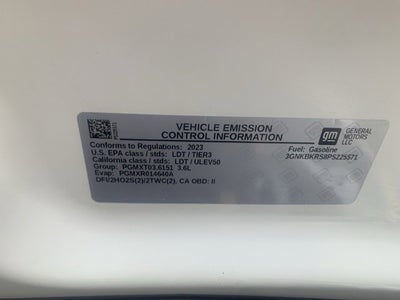 VEHICLE EMISSION
CONTROL INFORMATION
gm GENERAL MOTORS LLC
Conforms to Regulations: 2023
Fuel: Gasoline
U.S. EPA class / stds: LDT / TIER3
3GNKBKRS8PS225571
California class / stds: LDT / ULEV50
Group: PGMXT03.6151 3.6L
Evap: PGMXR014640A
DFI/2HO2S(2)/2TWC(2), CA OBD: II